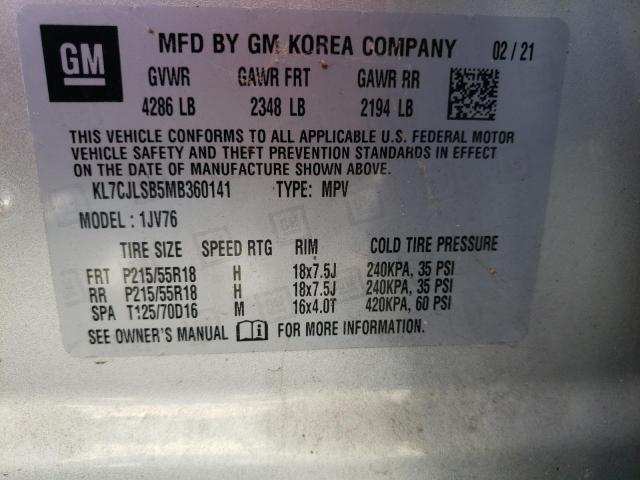 GM
MFD BY GM KOREA COMPANY 02 / 21
GVWR GAWR FRT GAWR RR
4286 LB 2348 LB 2194 LB
THIS VEHICLE CONFORMS TO ALL APPLICABLE U.S. FEDERAL MOTOR
VEHICLE SAFETY AND THEFT PREVENTION STANDARDS IN EFFECT
ON THE DATE OF MANUFACTURE SHOWN ABOVE.
KL7CJLSB5MB360141 TYPE: MPV
MODEL : 1JV76
TIRE SIZE SPEED RTG RIM COLD TIRE PRESSURE
FRT P215/55R18 H 18x7.5J 240KPA, 35 PSI
RR P215/55R18 H 18x7.5J 240KPA, 35 PSI
SPA T125/70D16 M 16x4.0T 420KPA, 60 PSI
SEE OWNER'S MANUAL FOR MORE INFORMATION.